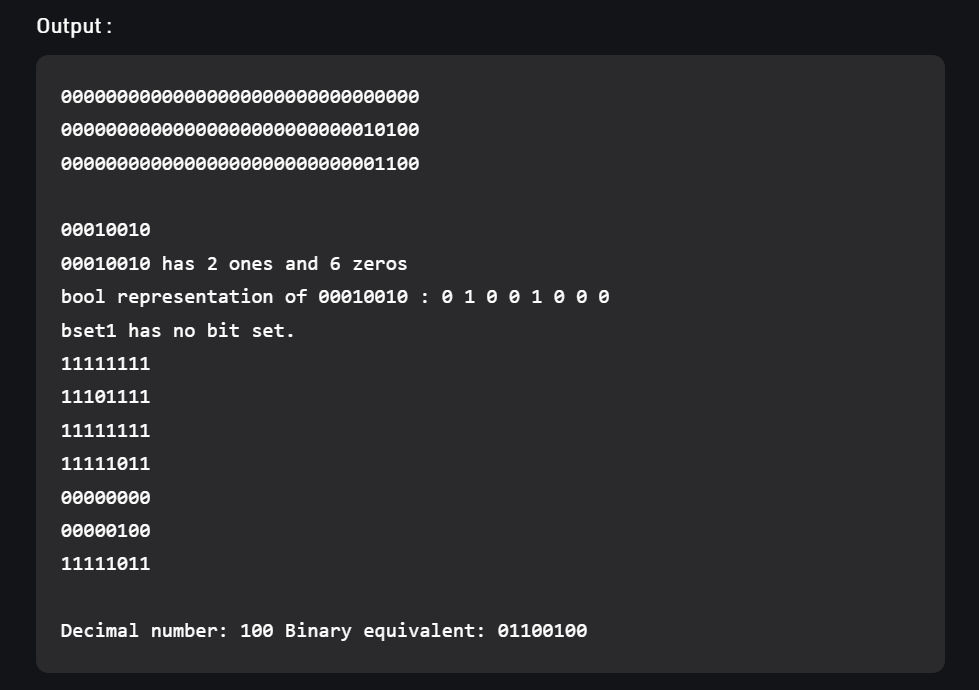 Output :
00000000000000000000000000000000
00000000000000000000000000010100
00000000000000000000000000001100
00010010
00010010 has 2 ones and 6 zeros
bool representation of 00010010 : 0 1 0 0 1 0 0 0
bset1 has no bit set.
11111111
11101111
11111111
11111011
00000000
00000100
11111011
Decimal number: 100 Binary equivalent: 01100100